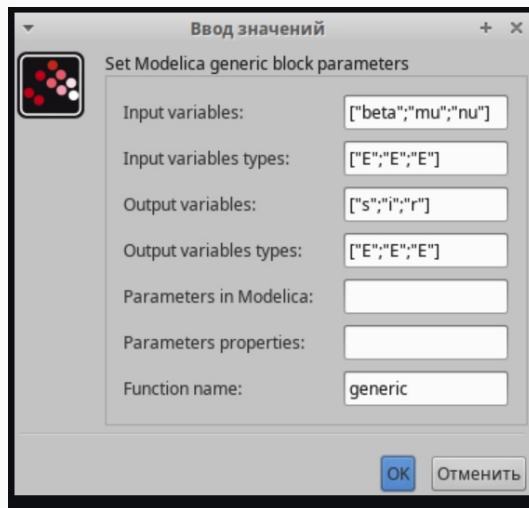 Ввод значений
Set Modelica generic block parameters
Input variables: ["beta";"mu";"nu"]
Input variables types: ["E";"E";"E"]
Output variables: ["s";"i";"r"]
Output variables types: ["E";"E";"E"]
Parameters in Modelica:
Parameters properties:
Function name: generic
OK Отменить